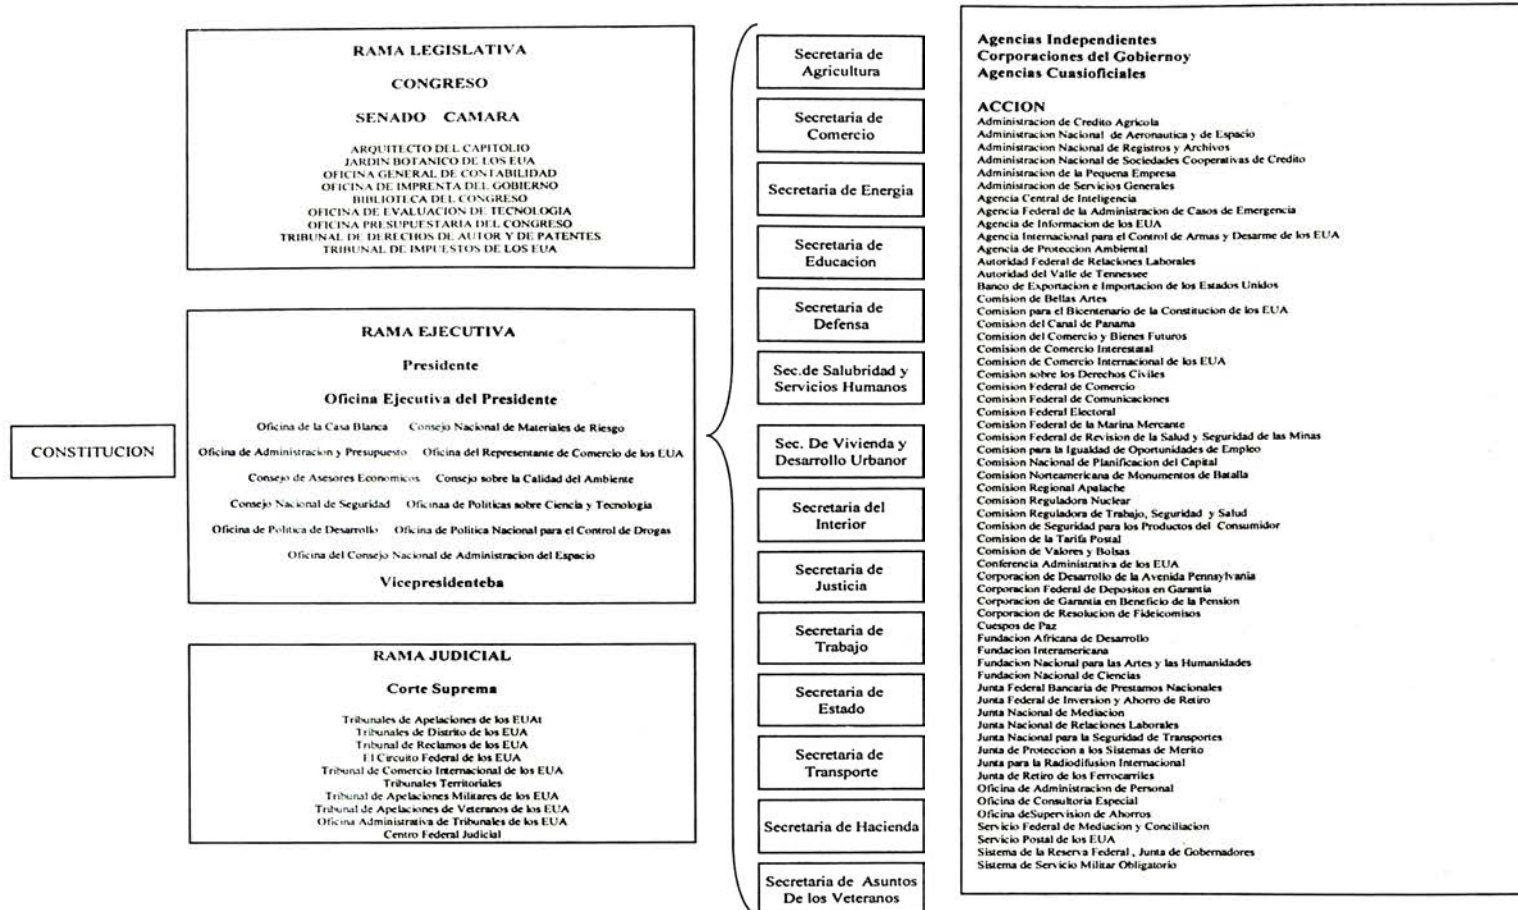 CONSTITUCION
RAMA LEGISLATIVA
CONGRESO
SENADO CAMARA
ARQUITECTO DEL CAPITOLIO
JARDIN BOTANICO DE LOS EUA
OFICINA GENERAL DE CONTABILIDAD
OFICINA DE IMPRENTA DEL GOBIERNO
BIBLIOTECA DEL CONGRESO
OFICINA DE EVALUACION DE TECNOLOGIA
OFICINA PRESUPUESTARIA DEL CONGRESO
TRIBUNAL DE DERECHOS DE AUTOR Y DE PATENTES
TRIBUNAL DE IMPUESTOS DE LOS EUA
RAMA EJECUTIVA
Presidente
Oficina Ejecutiva del Presidente
Oficina de la Casa Blanca Consejo Nacional de Materiales de Riesgo
Oficina de Administracion y Presupuesto Oficina del Representante de Comercio de los EUA
Consejo de Asesores Economicos Consejo sobre la Calidad del Ambiente
Consejo Nacional de Seguridad Oficinaa de Politicas sobre Ciencia y Tecnologia
Oficina de Politica de Desarrollo Oficina de Politica Nacional para el Control de Drogas
Oficina del Consejo Nacional de Administracion del Espacio
Vicepresidenteba
RAMA JUDICIAL
Corte Suprema
Tribunales de Apelaciones de los EUAt
Tribunales de Distrito de los EUA
Tribunal de Reclamos de los EUA
El Circuito Federal de los EUA
Tribunal de Comercio Internacional de los EUA
Tribunales Territoriales
Tribunal de Apelaciones Militares de los EUA
Tribunal de Apelaciones de Veteranos de los EUA
Oficina Administrativa de Tribunales de los EUA
Centro Federal Judicial
Secretaria de
Agricultura
Secretaria de
Comercio
Secretaria de Energia
Secretaria de
Educacion
Secretaria de
Defensa
Sec.de Salubridad y
Servicios Humanos
Sec. De Vivienda y
Desarrollo Urbanor
Secretaria del
Interior
Secretaria de
Justicia
Secretaria de
Trabajo
Secretaria de
Estado
Secretaria de
Transporte
Secretaria de Hacienda
Secretaria de Asuntos
De los Veteranos
Agencias Independientes
Corporaciones del Gobiernoy
Agencias Cuasioficiales
ACCION
Administracion de Credito Agricola
Administracion Nacional de Aeronautica y de Espacio
Administracion Nacional de Registros y Archivos
Administracion Nacional de Sociedades Cooperativas de Credito
Administracion de la Pequena Empresa
Administracion de Servicios Generales
Agencia Central de Inteligencia
Agencia Federal de la Administracion de Casos de Emergencia
Agencia de Informacion de los EUA
Agencia Internacional para el Control de Armas y Desarme de los EUA
Agencia de Proteccion Ambiental
Autoridad Federal de Relaciones Laborales
Autoridad del Valle de Tennessee
Banco de Exportacion e Importacion de los Estados Unidos
Comision de Bellas Artes
Comision para el Bicentenario de la Constitucion de los EUA
Comision del Canal de Panama
Comision del Comercio y Bienes Futuros
Comision de Comercio Interestatal
Comision de Comercio Internacional de los EUA
Comision sobre los Derechos Civiles
Comision Federal de Comercio
Comision Federal de Comunicaciones
Comision Federal Electoral
Comision Federal de la Marina Mercante
Comision Federal de Revision de la Salud y Seguridad de las Minas
Comision para la Igualdad de Oportunidades de Empleo
Comision Nacional de Planificacion del Capital
Comision Norteamericana de Monumentos de Batalla
Comision Regional Apalache
Comision Reguladora Nuclear
Comision Reguladora de Trabajo, Seguridad y Salud
Comision de Seguridad para los Productos del Consumidor
Comision de la Tarifa Postal
Comision de Valores y Bolsas
Conferencia Administrativa de los EUA
Corporacion de Desarrollo de la Avenida Pennsylvania
Corporacion Federal de Depositos en Garantia
Corporacion de Garantia en Beneficio de la Pension
Corporacion de Resolucion de Fideicomisos
Cuespos de Paz
Fundacion Africana de Desarrollo
Fundacion Interamericana
Fundacion Nacional para las Artes y las Humanidades
Fundacion Nacional de Ciencias
Junta Federal Bancaria de Prestamos Nacionales
Junta Federal de Inversion y Ahorro de Retiro
Junta Nacional de Mediacion
Junta Nacional de Relaciones Laborales
Junta Nacional para la Seguridad de Transportes
Junta de Proteccion a los Sistemas de Merito
Junta para la Radiodifusion Internacional
Junta de Retiro de los Ferrocarriles
Oficina de Administracion de Personal
Oficina de Consultoria Especial
Oficina deSupervision de Ahorros
Servicio Federal de Mediacion y Conciliacion
Servicio Postal de los EUA
Sistema de la Reserva Federal , Junta de Gobernadores
Sistema de Servicio Militar Obligatorio